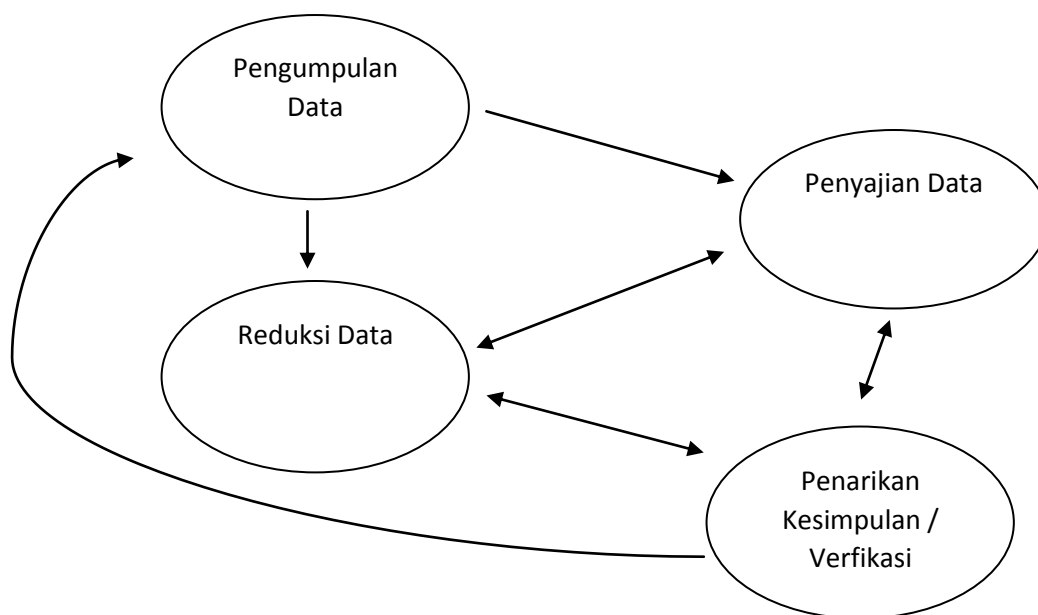 Pengumpulan
Data
Penyajian Data
Reduksi Data
Penarikan
Kesimpulan /
Verfikasi